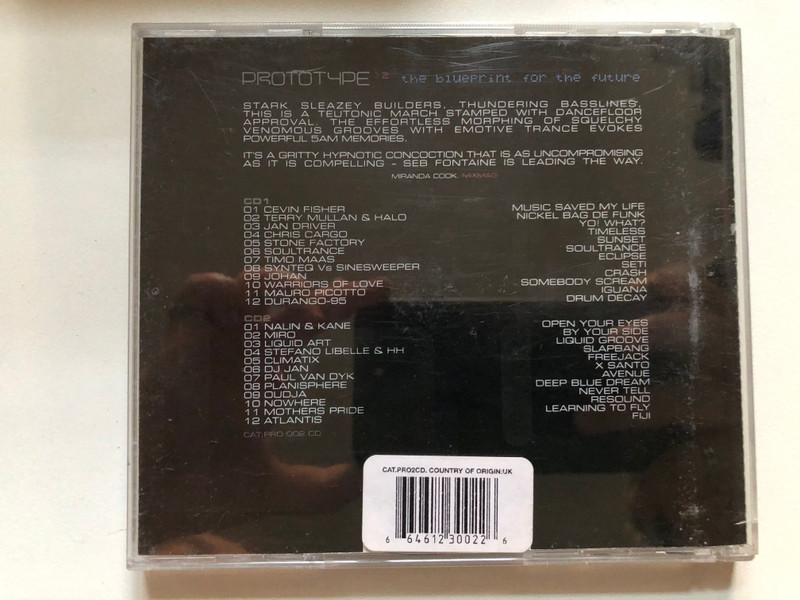 PROTOTYPE 2 the blueprint for the future
STARK SLEAZEY BUILDERS, THUNDERING BASSLINES,
THIS IS A TEUTONIC MARCH STAMPED WITH DANCEFLOOR
APPROVAL. THE EFFORTLESS MORPHING OF SQUELCHY
VENOMOUS GROOVES WITH EMOTIVE TRANCE EVOKES
POWERFUL 5AM MEMORIES.
IT'S A GRITTY HYPNOTIC CONCOCTION THAT IS AS UNCOMPROMISING
AS IT IS COMPELLING - SEB FONTAINE IS LEADING THE WAY.
MIRANDA COOK. MIXMAG
CD1
01 CEVIN FISHER MUSIC SAVED MY LIFE
02 TERRY MULLAN & HALO NICKEL BAG DE FUNK
03 JAN DRIVER YO! WHAT?
04 CHRIS CARGO TIMELESS
05 STONE FACTORY SUNSET
06 SOULTRANCE SOULTRANCE
07 TIMO MAAS ECLIPSE
08 SYNTEQ Vs SINESWEEPER SETI
09 JOHAN CRASH
10 WARRIORS OF LOVE SOMEBODY SCREAM
11 MAURO PICOTTO IGUANA
12 DURANGO-95 DRUM DECAY
CD2
01 NALIN & KANE OPEN YOUR EYES
02 MIRO BY YOUR SIDE
03 LIQUID ART LIQUID GROOVE
04 STEFANO LIBELLE & HH SLAPBANG
05 CLIMATIX FREEJACK
06 DJ JAN X SANTO
07 PAUL VAN DYK AVENUE
08 PLANISPHERE DEEP BLUE DREAM
09 OUDJA NEVER TELL
10 NOWHERE RESOUND
11 MOTHERS PRIDE LEARNING TO FLY
12 ATLANTIS FIJI
CAT.PRO 002 CD
CAT.PRO2CD. COUNTRY OF ORIGIN:UK
6 64612 30022 6